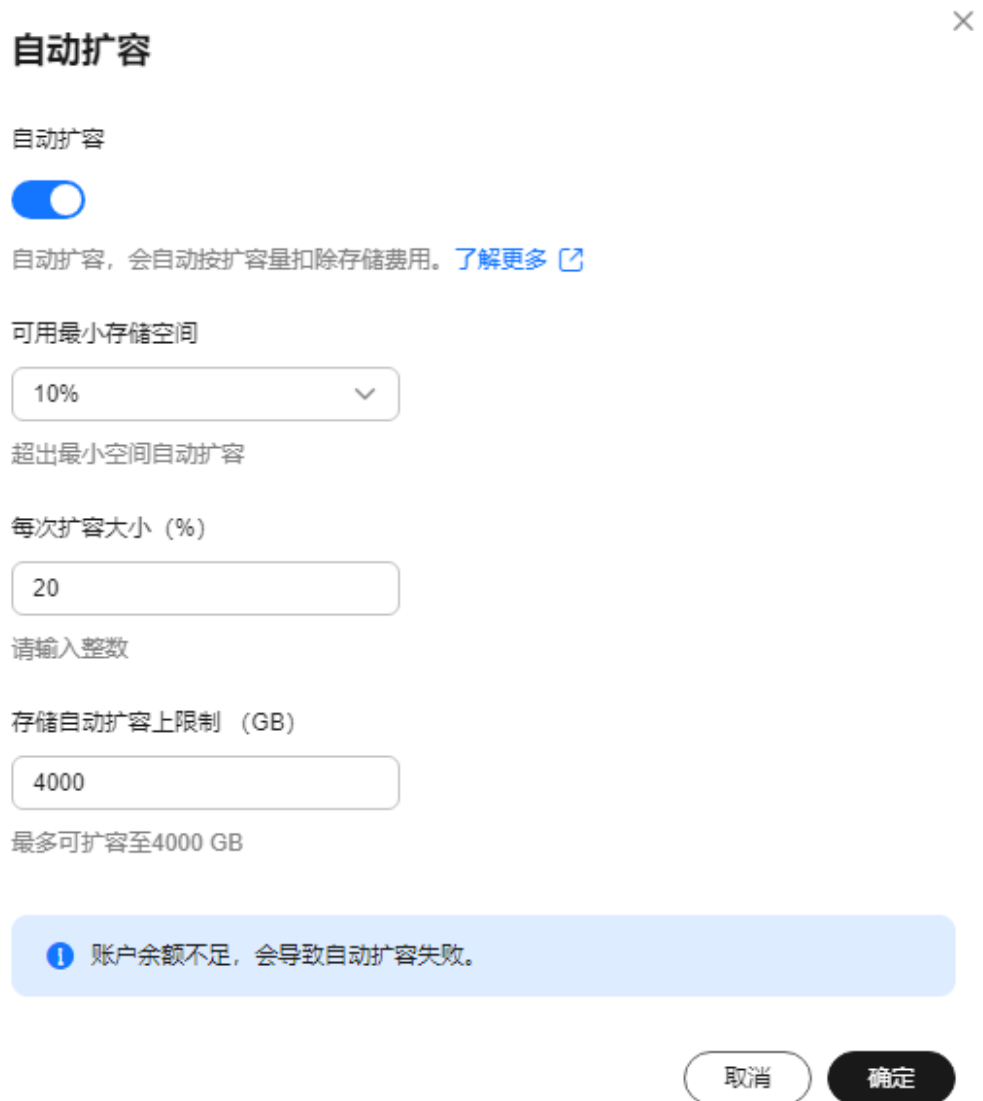 自动扩容
自动扩容
自动扩容，会自动按扩容量扣除存储费用。了解更多
可用最小存储空间
10%
超出最小空间自动扩容
每次扩容大小（%）
20
请输入整数
存储自动扩容上限制 （GB）
4000
最多可扩容至4000 GB
账户余额不足，会导致自动扩容失败。
取消 确定